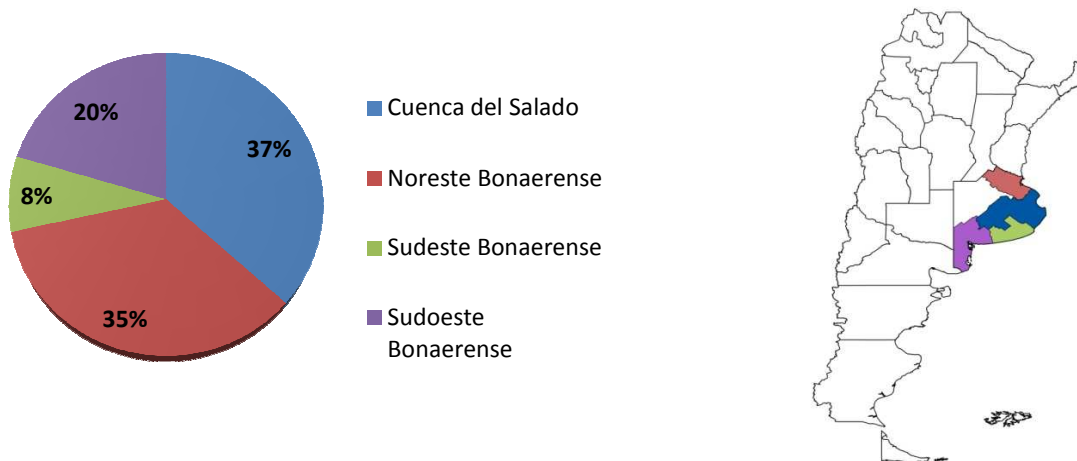 20%
37%
8%
35%
Cuenca del Salado
Noreste Bonaerense
Sudeste Bonaerense
Sudoeste
Bonaerense